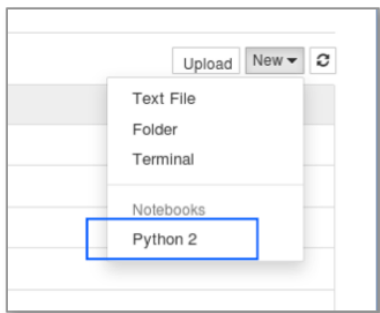 Upload New
Text File
Folder
Terminal
Notebooks
Python 2